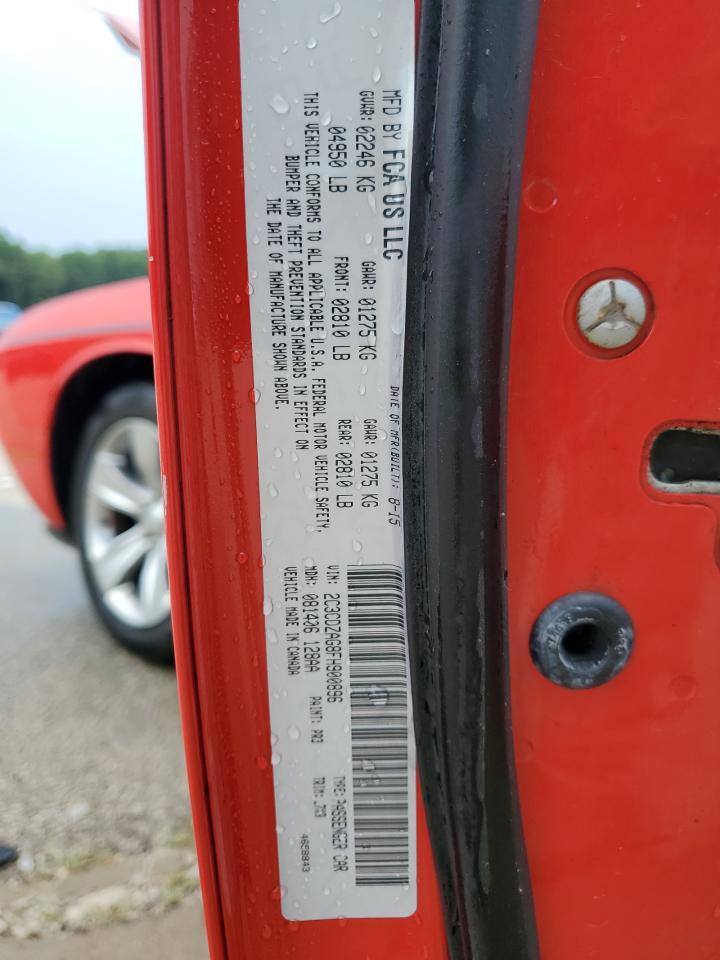 MFD BY FCA US LLC
DATE OF MFR(BUILT): 8-15
GVWR: 02246 KG GAWR: 01275 KG GAWR: 01275 KG
04950 LB FRONT: 02810 LB REAR: 02810 LB
THIS VEHICLE CONFORMS TO ALL APPLICABLE U.S.A. FEDERAL MOTOR VEHICLE SAFETY,
BUMPER AND THEFT PREVENTION STANDARDS IN EFFECT ON
THE DATE OF MANUFACTURE SHOWN ABOVE.
VIN: 2C3CDZAG8FH900896 TYPE: PASSENGER CAR
MDH: 081406 128AA PAINT: PR3 TRIM:
VEHICLE MADE IN CANADA